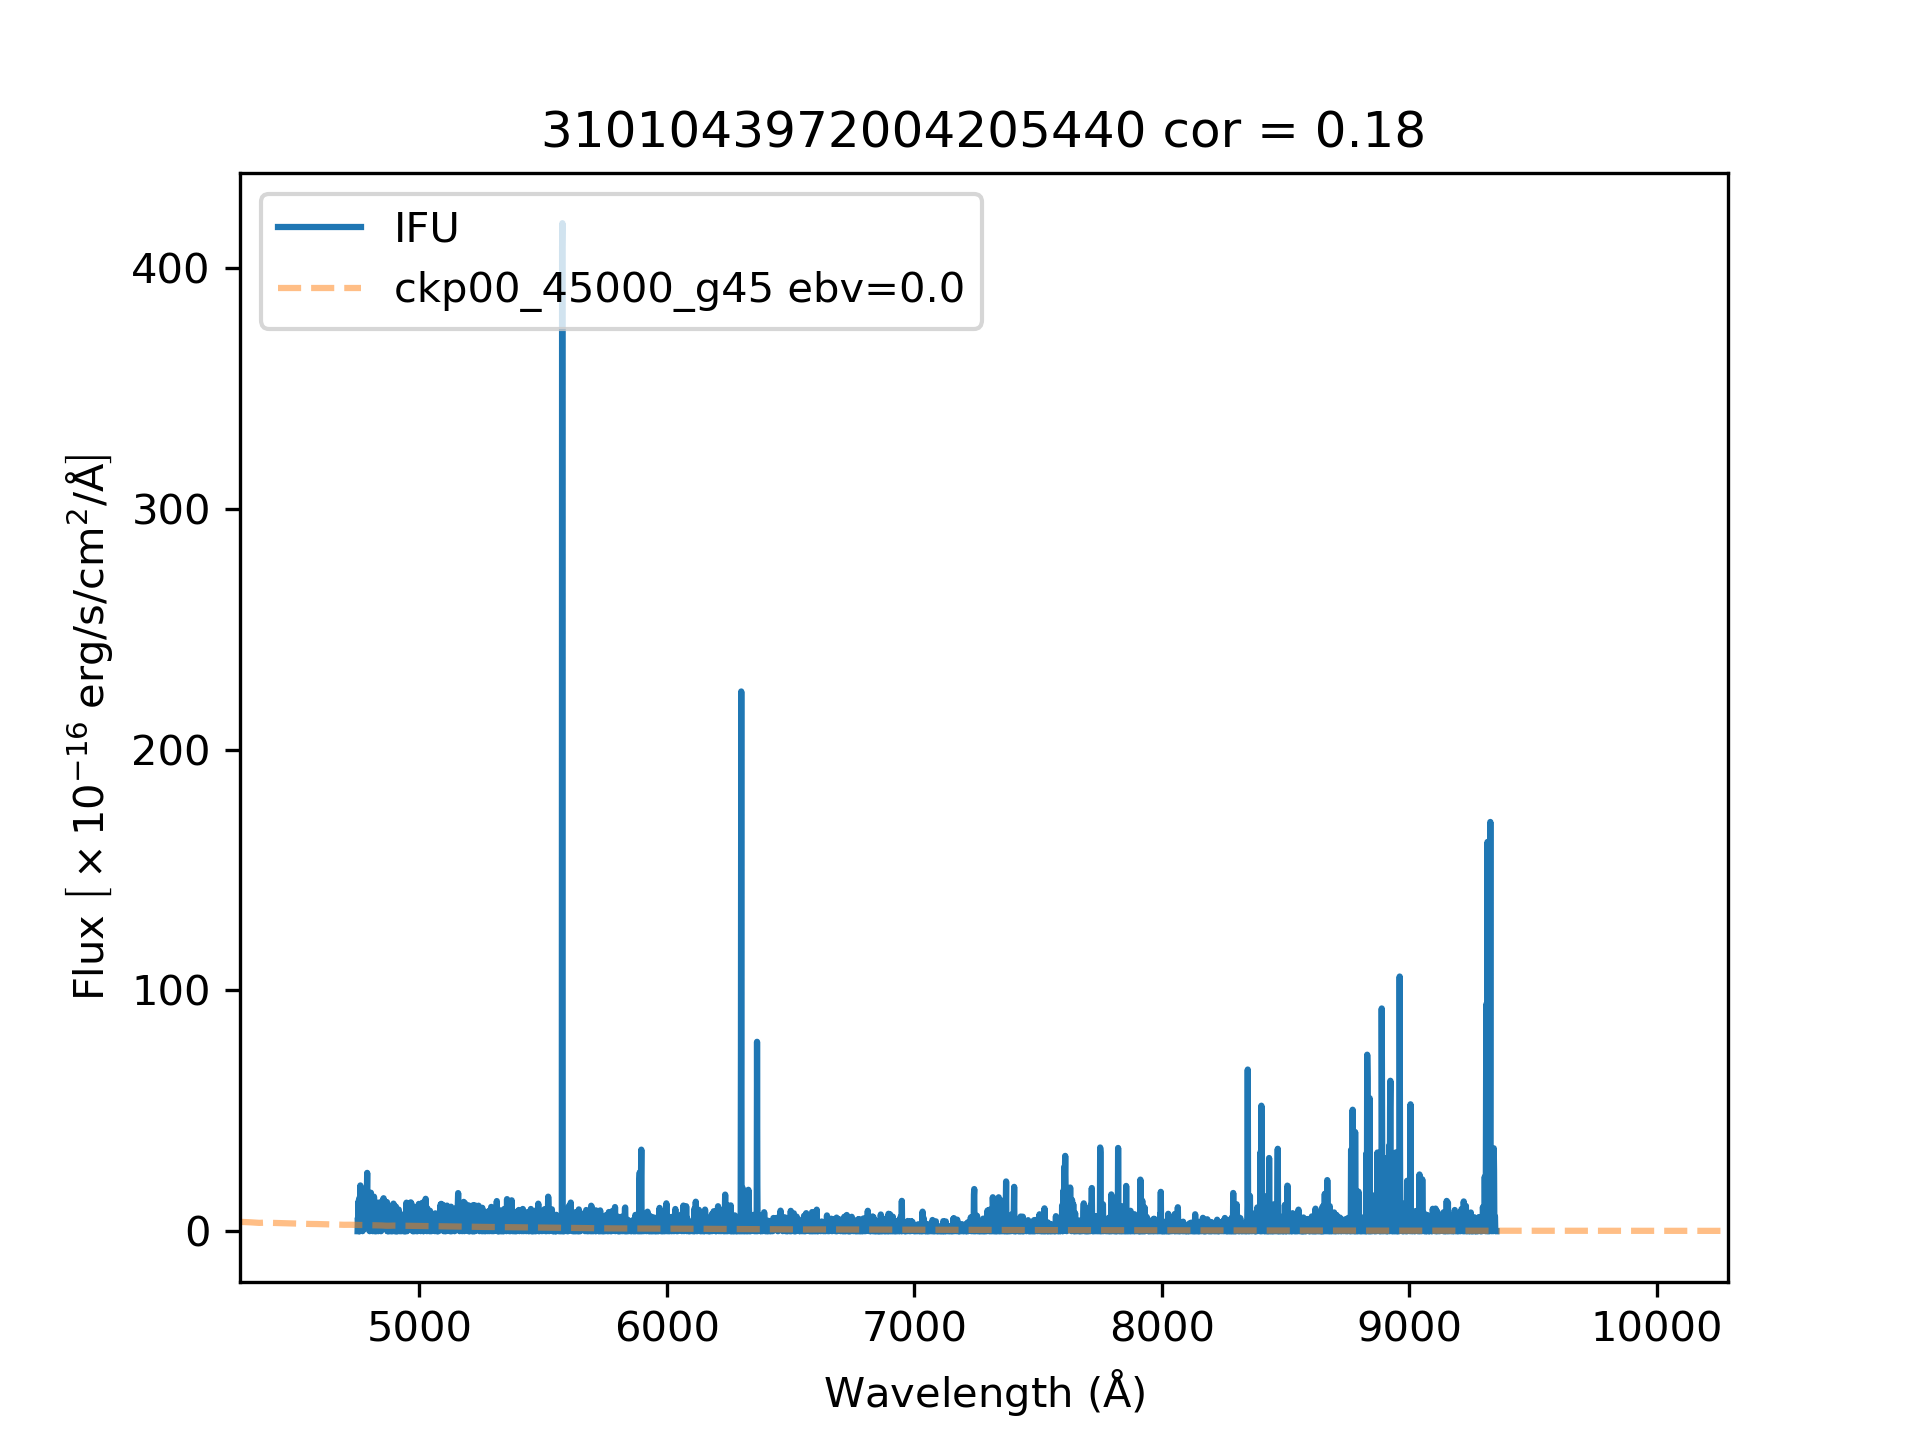 3101043972004205440 cor = 0.18
IFU
ckp00_45000_g45 ebv=0.0
400
300
200
100
0
Flux [×10⁻¹⁶ erg/s/cm²/Å]
5000 6000 7000 8000 9000 10000
Wavelength (Å)